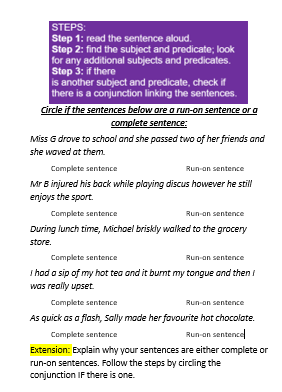 STEPS:
Step 1: read the sentence aloud.
Step 2: find the subject and predicate; look
for any additional subjects and predicates.
Step 3: if there
is another subject and predicate, check if
there is a conjunction linking the sentences.
Circle if the sentences below are a run-on sentence or a
complete sentence:
Miss G drove to school and she passed two of her friends and
she waved at them.
Complete sentence Run-on sentence
Mr B injured his back while playing discus however he still
enjoys the sport.
Complete sentence Run-on sentence
During lunch time, Michael briskly walked to the grocery
store.
Complete sentence Run-on sentence
I had a sip of my hot tea and it burnt my tongue and then I
was really upset.
Complete sentence Run-on sentence
As quick as a flash, Sally made her favourite hot chocolate.
Complete sentence Run-on sentence
Extension: Explain why your sentences are either complete or
run-on sentences. Follow the steps by circling the
conjunction IF there is one.